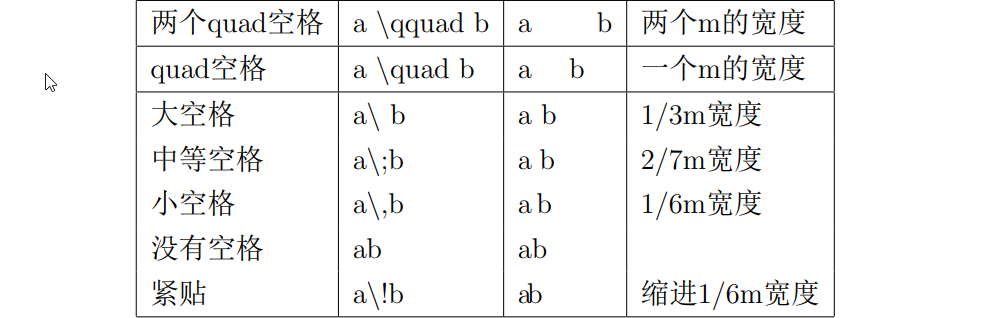 两个quad空格 a \qquad b a b 两个m的宽度
quad空格 a \quad b a b 一个m的宽度
大空格 a\ b a b 1/3m宽度
中等空格 a\;b a b 2/7m宽度
小空格 a\,b a b 1/6m宽度
没有空格 ab ab
紧贴 a\!b ab 缩进1/6m宽度